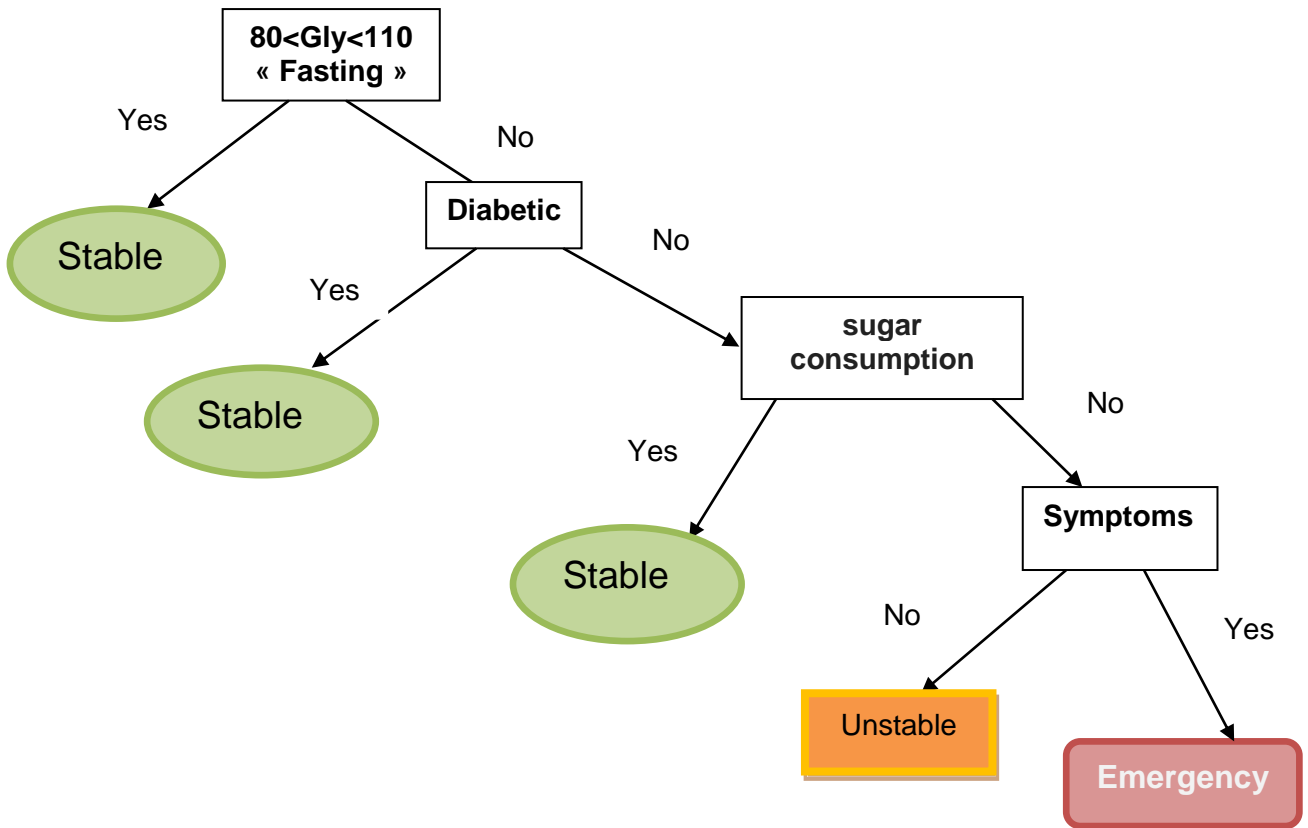 80<Gly<110
« Fasting »
Yes
No
Diabetic
Stable
No
Yes
sugar
consumption
Stable
No
Yes
Symptoms
Stable
No
Yes
Unstable
Emergency